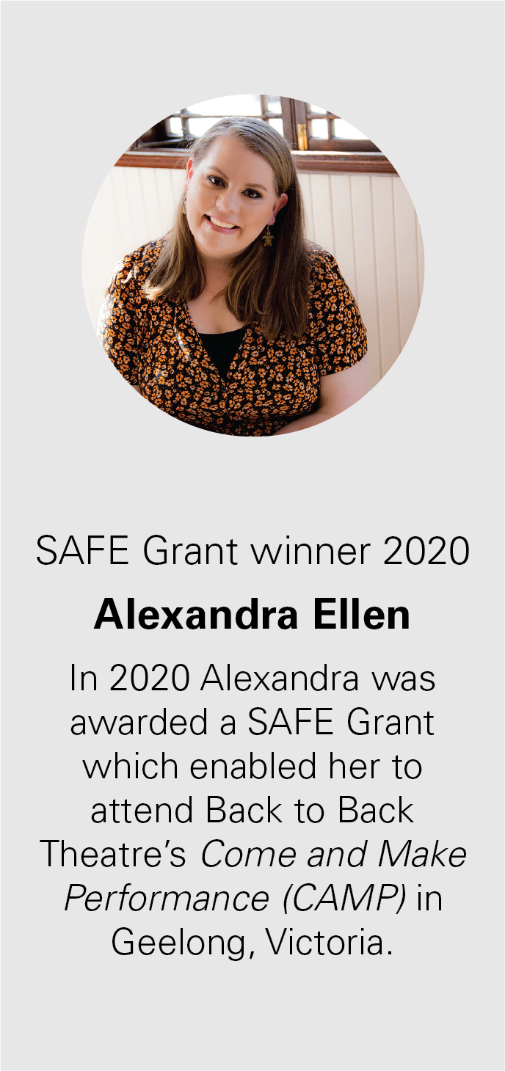 SAFE Grant winner 2020
Alexandra Ellen
In 2020 Alexandra was
awarded a SAFE Grant
which enabled her to
attend Back to Back
Theatre’s Come and Make
Performance (CAMP) in
Geelong, Victoria.